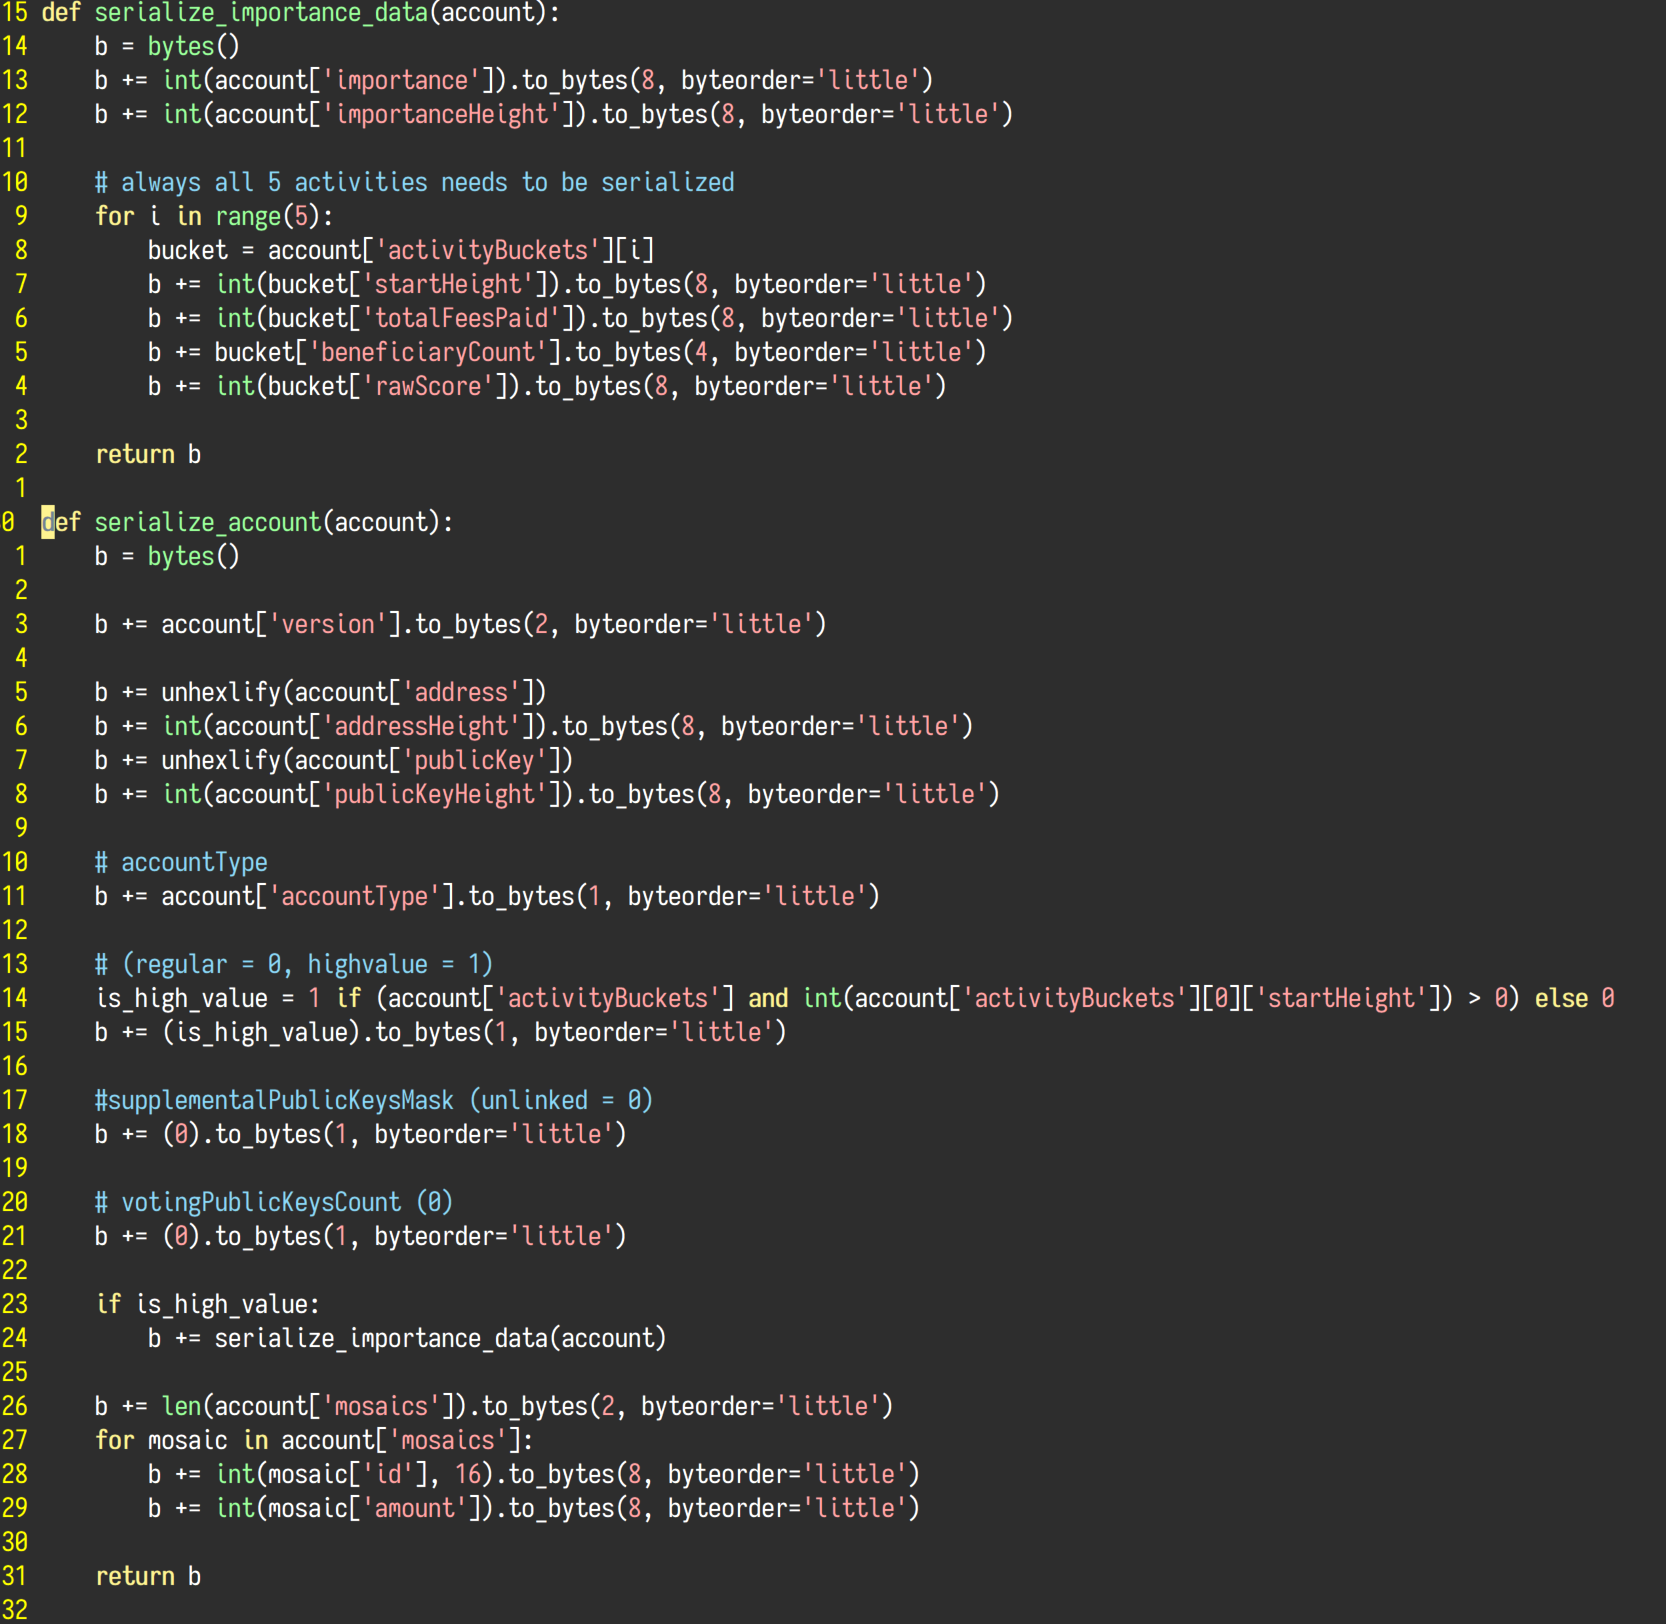 15 def serialize_importance_data(account):
14     b = bytes()
13     b += int(account['importance']).to_bytes(8, byteorder='little')
12     b += int(account['importanceHeight']).to_bytes(8, byteorder='little')
11
10     # always all 5 activities needs to be serialized
9     for i in range(5):
8         bucket = account['activityBuckets'][i]
7         b += int(bucket['startHeight']).to_bytes(8, byteorder='little')
6         b += int(bucket['totalFeesPaid']).to_bytes(8, byteorder='little')
5         b += bucket['beneficiaryCount'].to_bytes(4, byteorder='little')
4         b += int(bucket['rawScore']).to_bytes(8, byteorder='little')
3
2     return b
1
0 def serialize_account(account):
1     b = bytes()
2
3     b += account['version'].to_bytes(2, byteorder='little')
4
5     b += unhexlify(account['address'])
6     b += int(account['addressHeight']).to_bytes(8, byteorder='little')
7     b += unhexlify(account['publicKey'])
8     b += int(account['publicKeyHeight']).to_bytes(8, byteorder='little')
9
10     # accountType
11     b += account['accountType'].to_bytes(1, byteorder='little')
12
13     # (regular = 0, highvalue = 1)
14     is_high_value = 1 if (account['activityBuckets'] and int(account['activityBuckets'][0]['startHeight']) > 0) else 0
15     b += (is_high_value).to_bytes(1, byteorder='little')
16
17     #supplementalPublicKeysMask (unlinked = 0)
18     b += (0).to_bytes(1, byteorder='little')
19
20     # votingPublicKeysCount (0)
21     b += (0).to_bytes(1, byteorder='little')
22
23     if is_high_value:
24         b += serialize_importance_data(account)
25
26     b += len(account['mosaics']).to_bytes(2, byteorder='little')
27     for mosaic in account['mosaics']:
28         b += int(mosaic['id'], 16).to_bytes(8, byteorder='little')
29         b += int(mosaic['amount']).to_bytes(8, byteorder='little')
30
31     return b
32